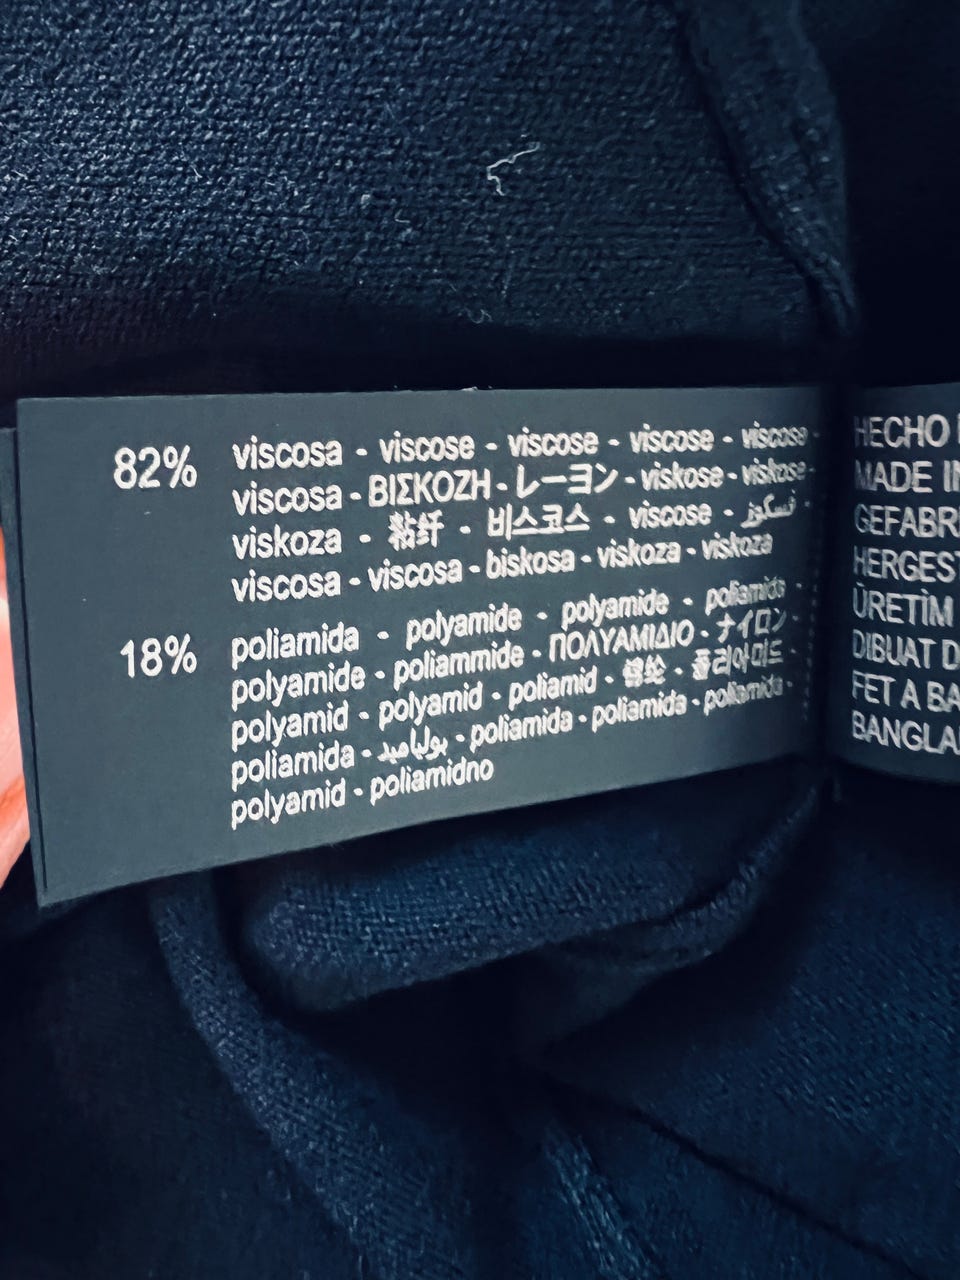 82% viscosa - viscose - viscose - viscose - viscose -
viscosa - ΒΙΣΚΟΖΗ - レーヨン - viskose - viskose -
viskoza - 粘纤 - 비스코스 - viscose - فسكوز -
viscosa - viscosa - biskosa - viskoza - viskoza
18% poliamida - polyamide - polyamide - poliamida -
polyamide - poliammide - ΠΟΛΥΑΜΙΔΙΟ - ナイロン -
polyamid - polyamid - poliamid - 锦纶 - 폴리아미드 -
poliamida - بولياميد - poliamida - poliamida - poliamida -
polyamid - poliamidno
HECHO
MADE IN
GEFABRI
HERGEST
ÜRETİM
DIBUAT D
FET A BA
BANGLA